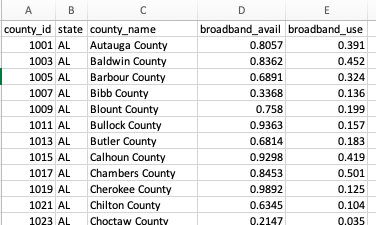 A B C D E
county_id state county_name broadband_avail broadband_use
1001 AL Autauga County 0.8057 0.391
1003 AL Baldwin County 0.8362 0.452
1005 AL Barbour County 0.6891 0.324
1007 AL Bibb County 0.3368 0.136
1009 AL Blount County 0.758 0.199
1011 AL Bullock County 0.9363 0.157
1013 AL Butler County 0.6814 0.183
1015 AL Calhoun County 0.9298 0.419
1017 AL Chambers County 0.8453 0.501
1019 AL Cherokee County 0.9892 0.125
1021 AL Chilton County 0.6345 0.104
1023 AL Choctaw County 0.2147 0.035